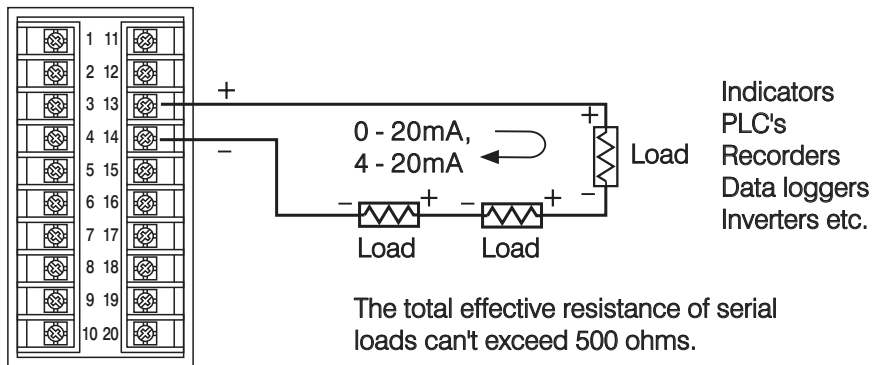 1 11
2 12
3 13
4 14
5 15
6 16
7 17
8 18
9 19
10 20
+
−
0 - 20mA,
4 - 20mA
+
Load
−
− +
Load
− +
Load
Indicators
PLC's
Recorders
Data loggers
Inverters etc.
The total effective resistance of serial
loads can't exceed 500 ohms.